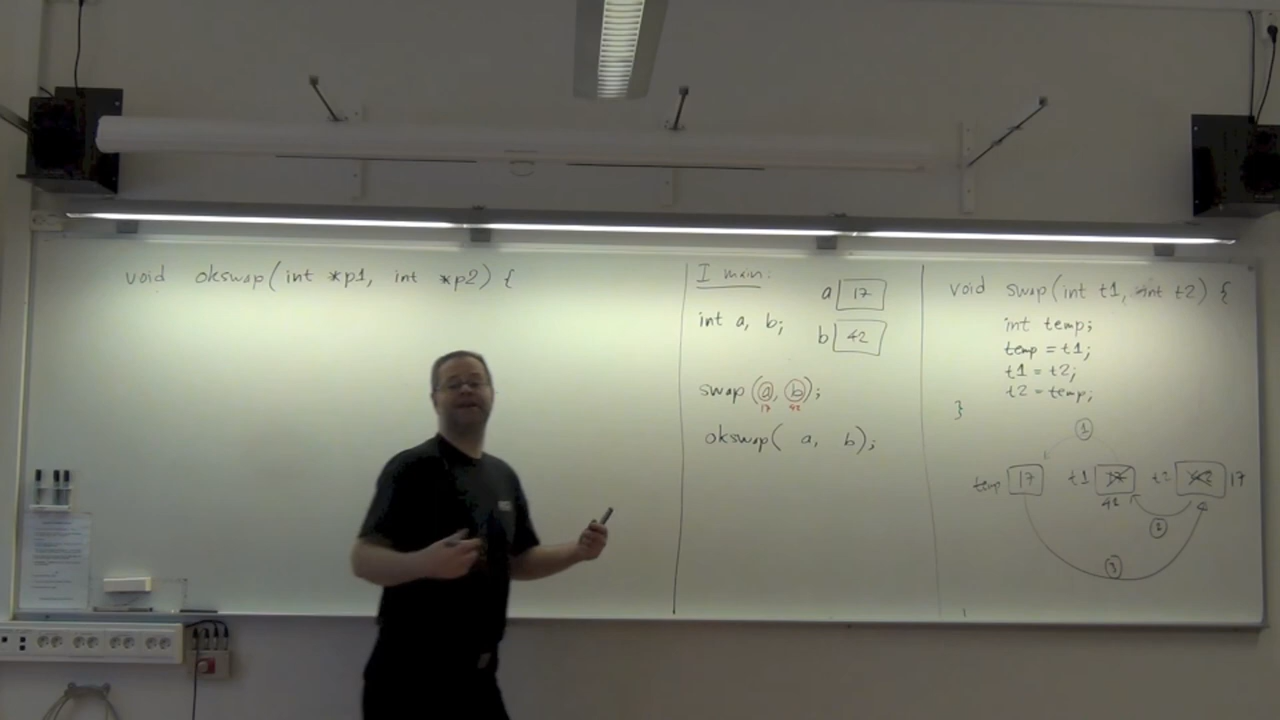 void okswap(int *p1, int *p2) {
I main:
a 17
int a, b;
b 42
swap(a, b);
17 42
okswap( a, b);
void swap(int t1, int t2) {
int temp;
temp = t1;
t1 = t2;
t2 = temp;
}
1
temp 17 t1 17 t2 42 17
42
2
3